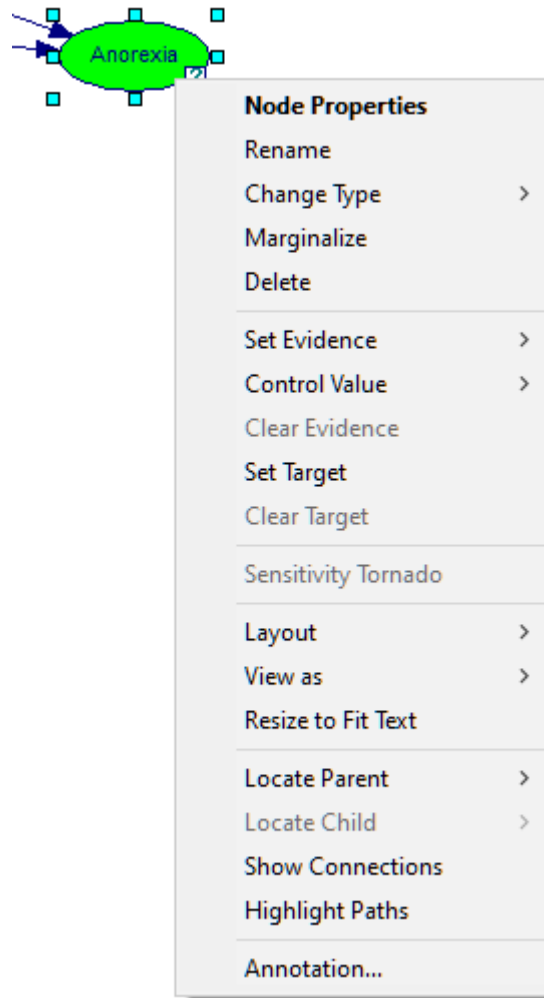 Anorexia
?
Node Properties
Rename
Change Type
Marginalize
Delete
Set Evidence
Control Value
Clear Evidence
Set Target
Clear Target
Sensitivity Tornado
Layout
View as
Resize to Fit Text
Locate Parent
Locate Child
Show Connections
Highlight Paths
Annotation...